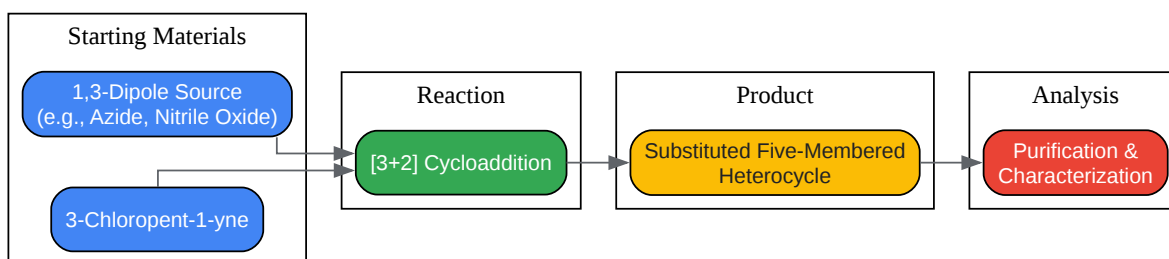 Starting Materials
1,3-Dipole Source
(e.g., Azide, Nitrile Oxide)
3-Chloropent-1-yne
Reaction
[3+2] Cycloaddition
Product
Substituted Five-Membered
Heterocycle
Analysis
Purification &
Characterization